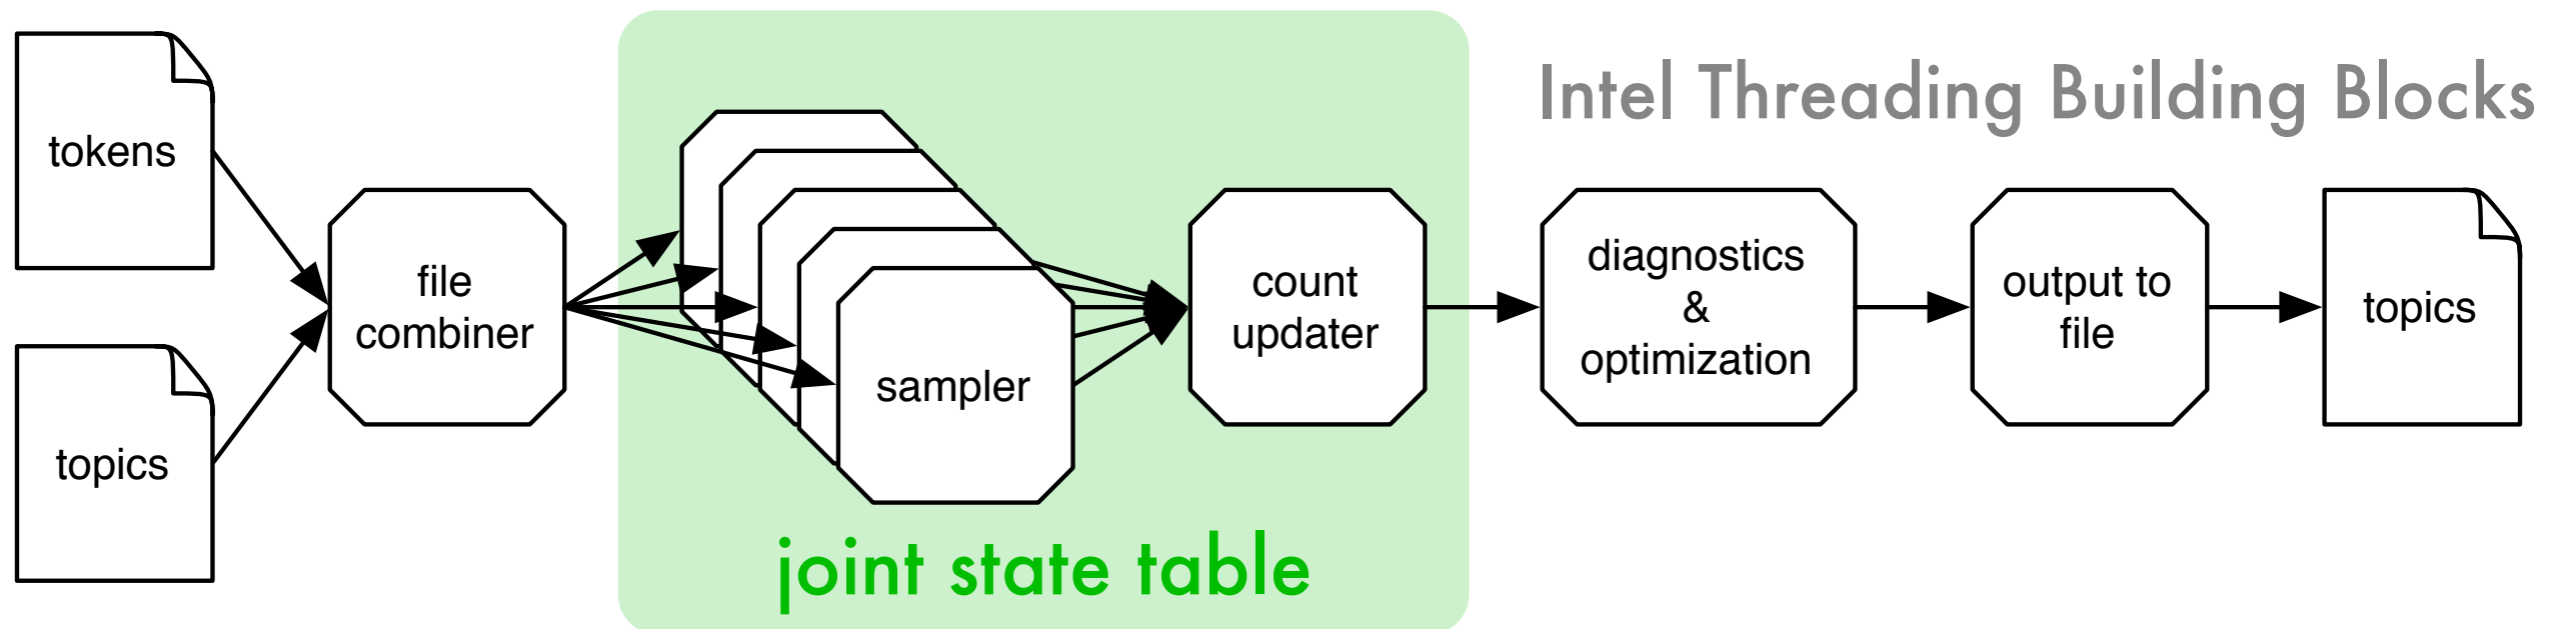 tokens
topics
file
combiner
sampler
joint state table
count
updater
Intel Threading Building Blocks
diagnostics
&
optimization
output to
file
topics